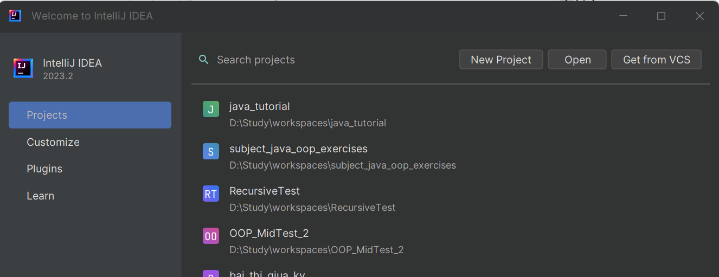 Welcome to IntelliJ IDEA
IJ
IntelliJ IDEA
2023.2
Projects
Customize
Plugins
Learn
Search projects
New Project
Open
Get from VCS
J
java_tutorial
D:\Study\workspaces\java_tutorial
S
subject_java_oop_exercises
D:\Study\workspaces\subject_java_oop_exercises
RT
RecursiveTest
D:\Study\workspaces\RecursiveTest
OO
OOP_MidTest_2
D:\Study\workspaces\OOP_MidTest_2
bai_thi_giua_ky